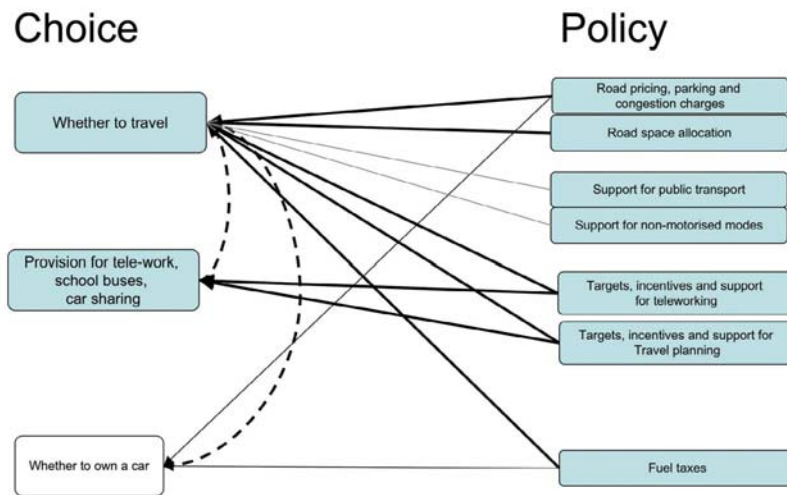 Choice
Policy
Whether to travel
Provision for tele-work,
school buses,
car sharing
Whether to own a car
Road pricing, parking and
congestion charges
Road space allocation
Support for public transport
Support for non-motorised modes
Targets, incentives and support
for teleworking
Targets, incentives and support for
Travel planning
Fuel taxes